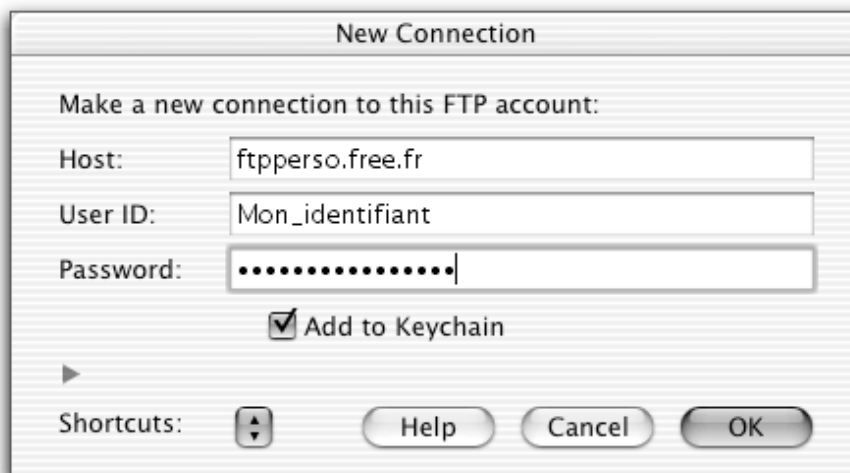 New Connection
Make a new connection to this FTP account:
Host: ftpperso.free.fr
User ID: Mon_identifiant
Password: ••••••••••••••••
Add to Keychain
Shortcuts: Help Cancel OK